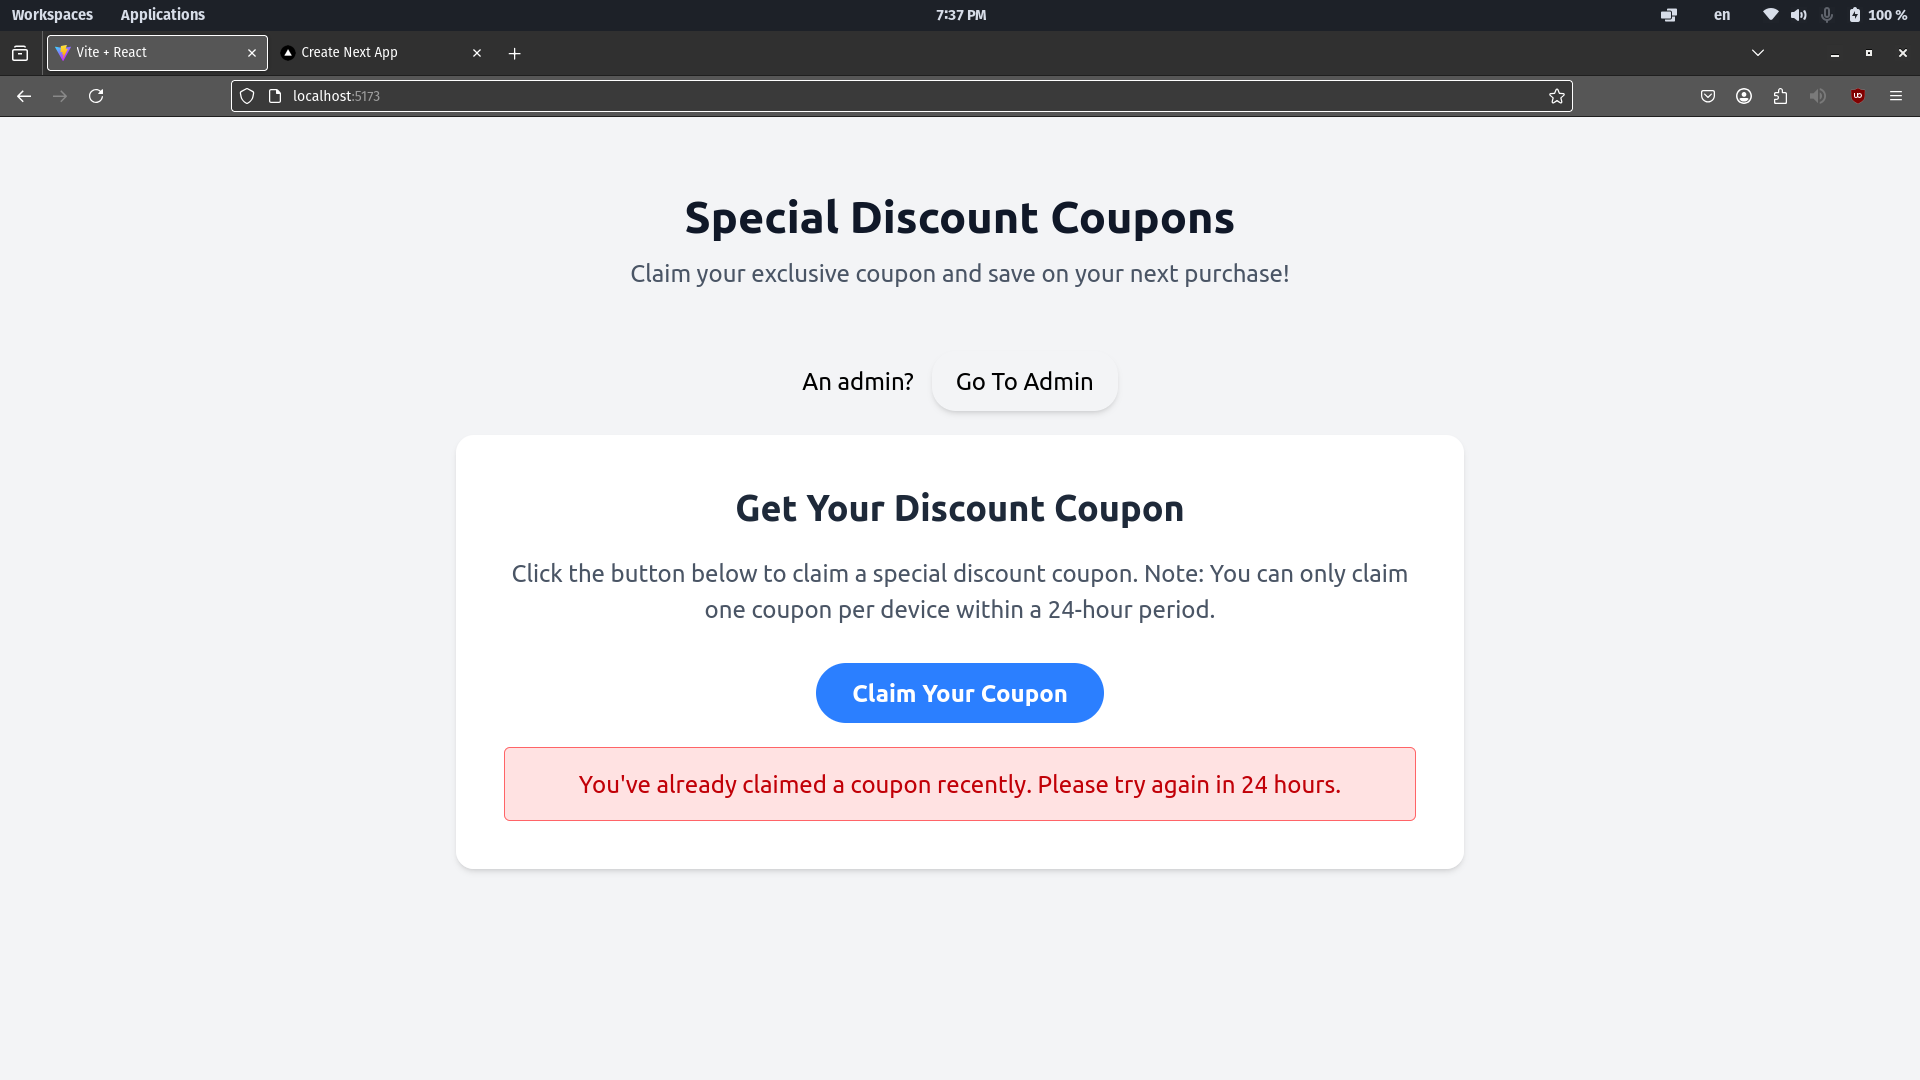 Workspaces Applications 7:37 PM en 100 %
Vite + React Create Next App
localhost:5173
Special Discount Coupons
Claim your exclusive coupon and save on your next purchase!
An admin? Go To Admin
Get Your Discount Coupon
Click the button below to claim a special discount coupon. Note: You can only claim
one coupon per device within a 24-hour period.
Claim Your Coupon
You've already claimed a coupon recently. Please try again in 24 hours.